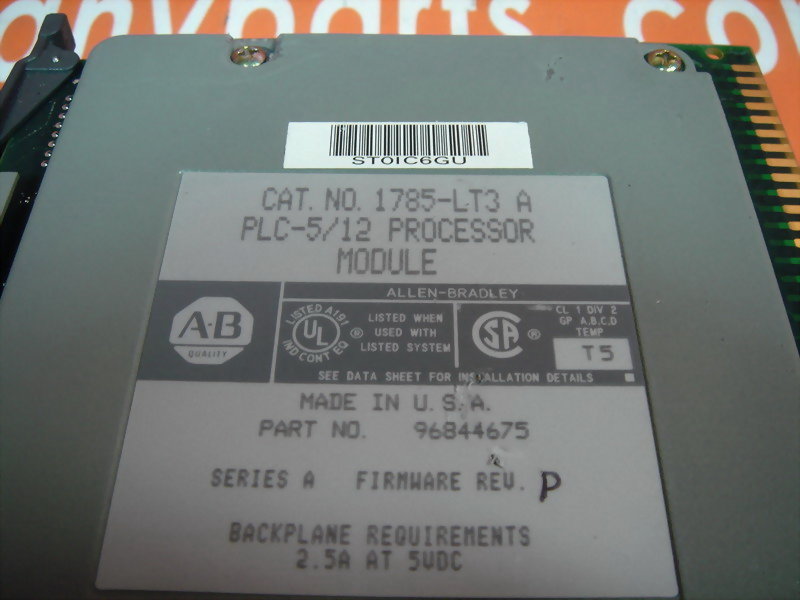 anyparts.com
ST0IC6GU
CAT. NO. 1785-LT3 A
PLC-5/12 PROCESSOR
MODULE
ALLEN-BRADLEY
A-B
QUALITY
LISTED A191
UL ®
IND CONT EQ
LISTED WHEN
USED WITH
LISTED SYSTEM
SA ®
CL 1 DIV 2
GP A,B,C,D
TEMP
T5
SEE DATA SHEET FOR INSTALLATION DETAILS
MADE IN U.S.A.
PART NO. 96844675
SERIES A FIRMWARE REV. P
BACKPLANE REQUIREMENTS
2.5A AT 5VDC